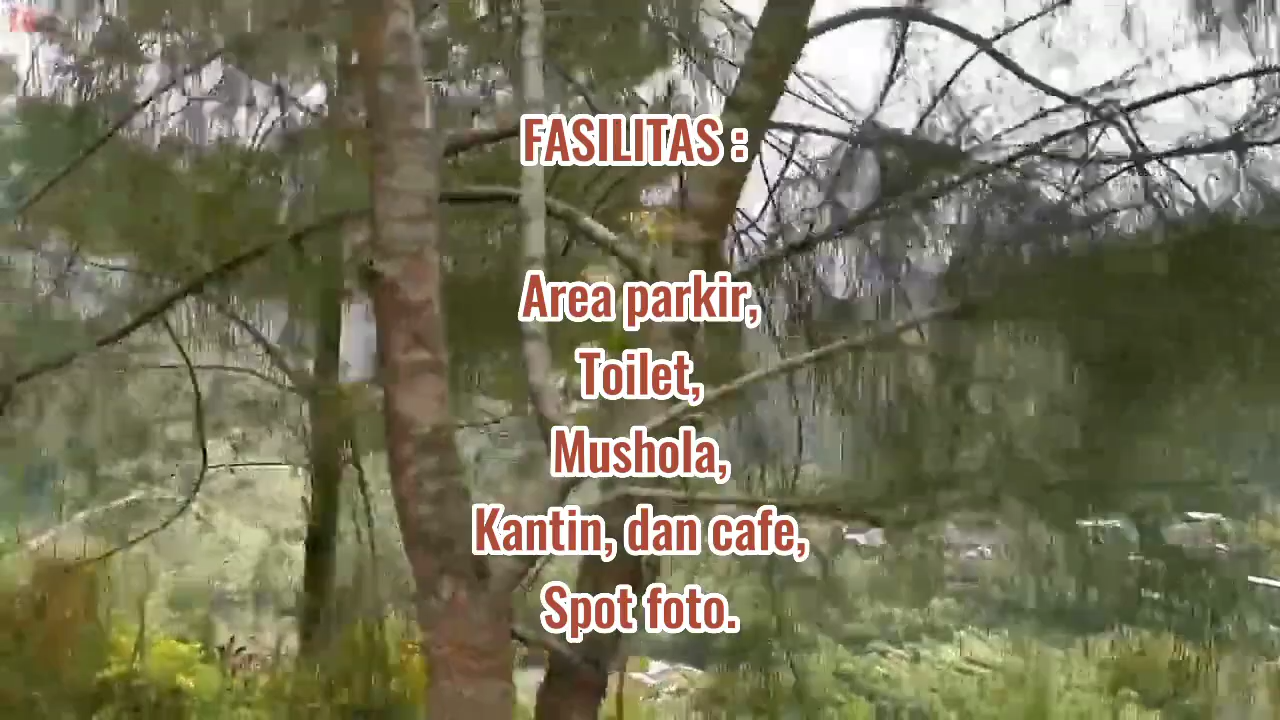 FASILITAS :
Area parkir,
Toilet,
Mushola,
Kantin, dan cafe,
Spot foto.